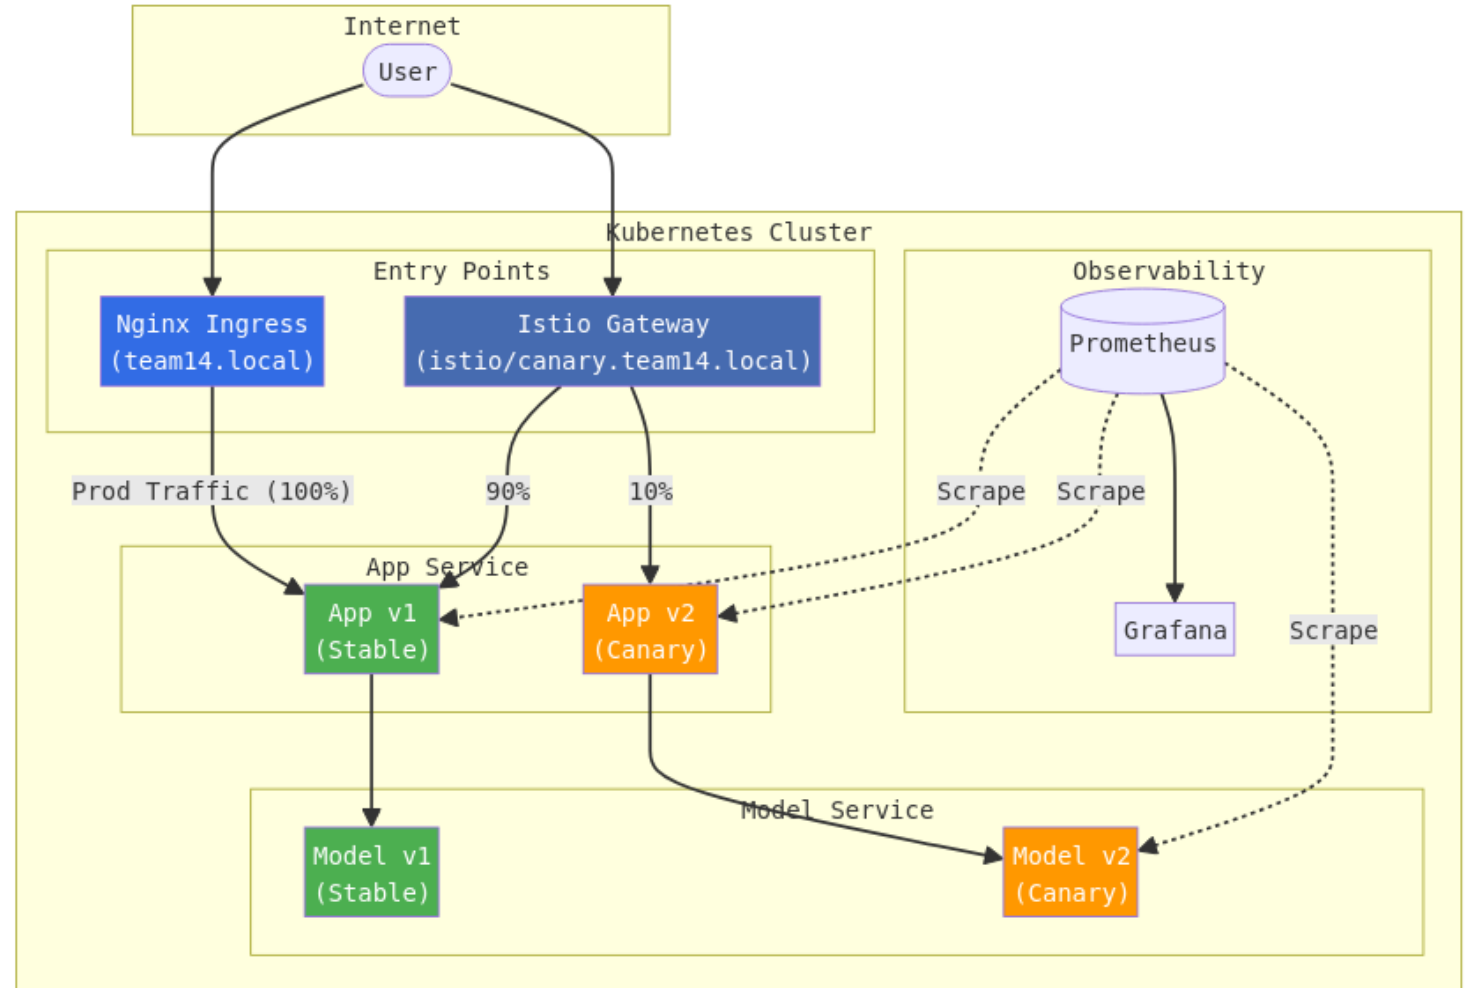 Internet
User
Kubernetes Cluster
Entry Points
Observability
Nginx Ingress
(team14.local)
Istio Gateway
(istio/canary.team14.local)
Prometheus
Prod Traffic (100%)
90%
10%
Scrape
Scrape
App Service
App v1
(Stable)
App v2
(Canary)
Grafana
Scrape
Model Service
Model v1
(Stable)
Model v2
(Canary)